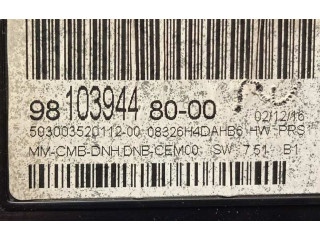 98 103944 80-00
02/12/16
503003520112-00 08326H4DAHB6 HW PRS
MM-CMB-DNH.DNB-CEM00 SW 7.51 B1